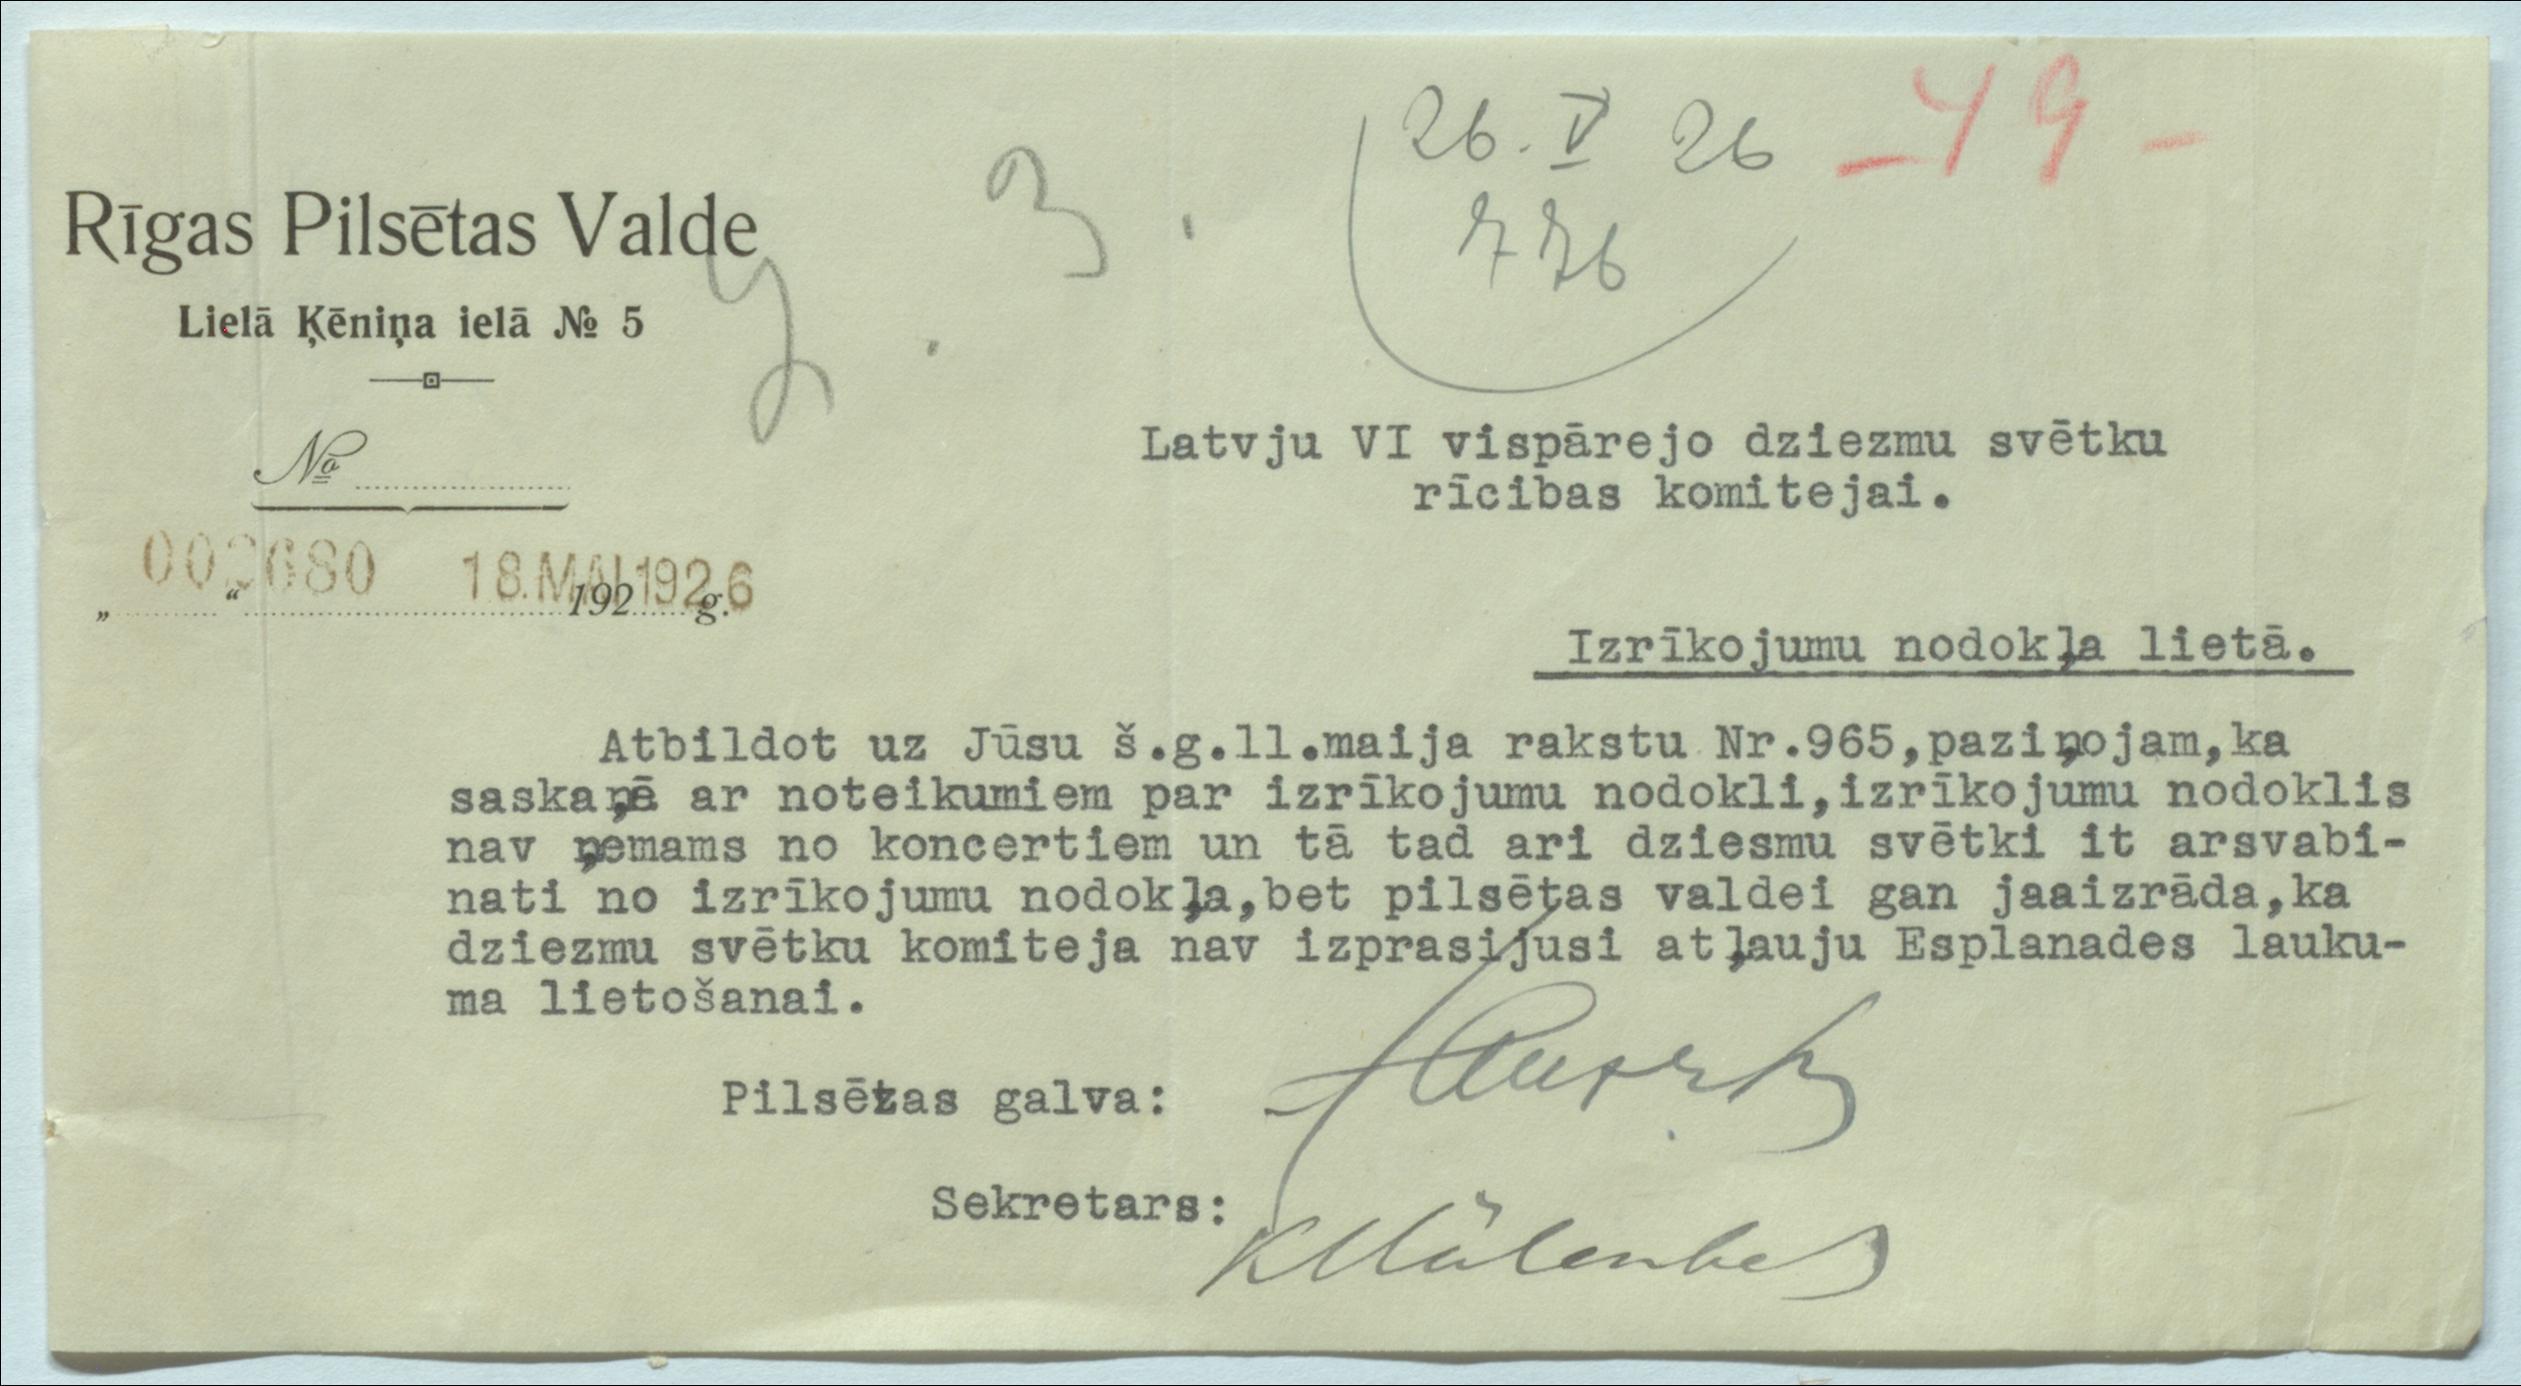 Rīgas Pilsētas Valde
Lielā Ķēniņa ielā № 5
№
002680 18.MAI 1926
„ “ 192 g.
26. V 26
776
- 49 -
Latvju VI vispārejo dziezmu svētku
rīcibas komitejai.
Izrīkojumu nodokļa lietā.
Atbildot uz Jūsu š.g.11.maija rakstu Nr.965,paziņojam,ka
saskaņā ar noteikumiem par izrīkojumu nodokli,izrīkojumu nodoklis
nav ņemams no koncertiem un tā tad ari dziesmu svētki it arsvabi-
nati no izrīkojumu nodokļa,bet pilsētas valdei gan jaaizrāda,ka
dziezmu svētku komiteja nav izprasijusi atļauju Esplanades lauku-
ma lietošanai.
Pilsētas galva:
Sekretars: